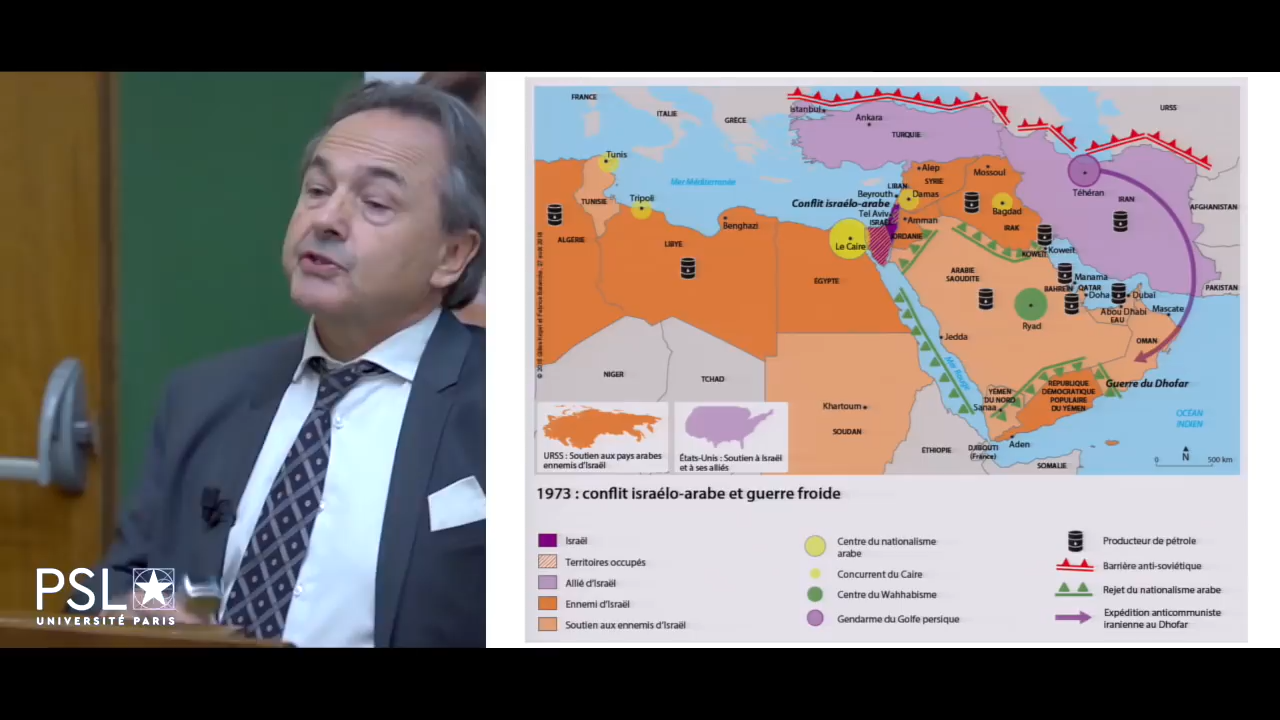 PSL
UNIVERSITÉ PARIS
FRANCE
ITALIE
GRÈCE
Istanbul
Ankara
TURQUIE
URSS
Tunis
Mer Méditerranée
Alep
Mossoul
Téhéran
IRAN
AFGHANISTAN
LIBAN
SYRIE
Beyrouth
Damas
Bagdad
Conflit israélo-arabe
TUNISIE
Tripoli
Tel Aviv
ISRAËL
Amman
IRAK
Benghazi
Le Caire
JORDANIE
ALGÉRIE
LIBYE
KOWEÏT
Koweït
ÉGYPTE
ARABIE
SAOUDITE
Manama
BAHREÏN
QATAR
Doha
Dubaï
PAKISTAN
Abou Dhabi
EAU
Mascate
Ryad
OMAN
Jedda
Mer Rouge
NIGER
TCHAD
Guerre du Dhofar
RÉPUBLIQUE
DÉMOCRATIQUE
POPULAIRE
DU YÉMEN
YÉMEN
DU NORD
Sanaa
Khartoum
SOUDAN
OCÉAN
INDIEN
Aden
ÉTHIOPIE
DJIBOUTI
(France)
SOMALIE
N
0 500 km
URSS : Soutien aux pays arabes
ennemis d'Israël
États-Unis : Soutien à Israël
et à ses alliés
1973 : conflit israélo-arabe et guerre froide
Israël
Territoires occupés
Allié d'Israël
Ennemi d'Israël
Soutien aux ennemis d'Israël
Centre du nationalisme
arabe
Concurrent du Caire
Centre du Wahhabisme
Gendarme du Golfe persique
Producteur de pétrole
Barrière anti-soviétique
Rejet du nationalisme arabe
Expédition anticommuniste
iranienne au Dhofar